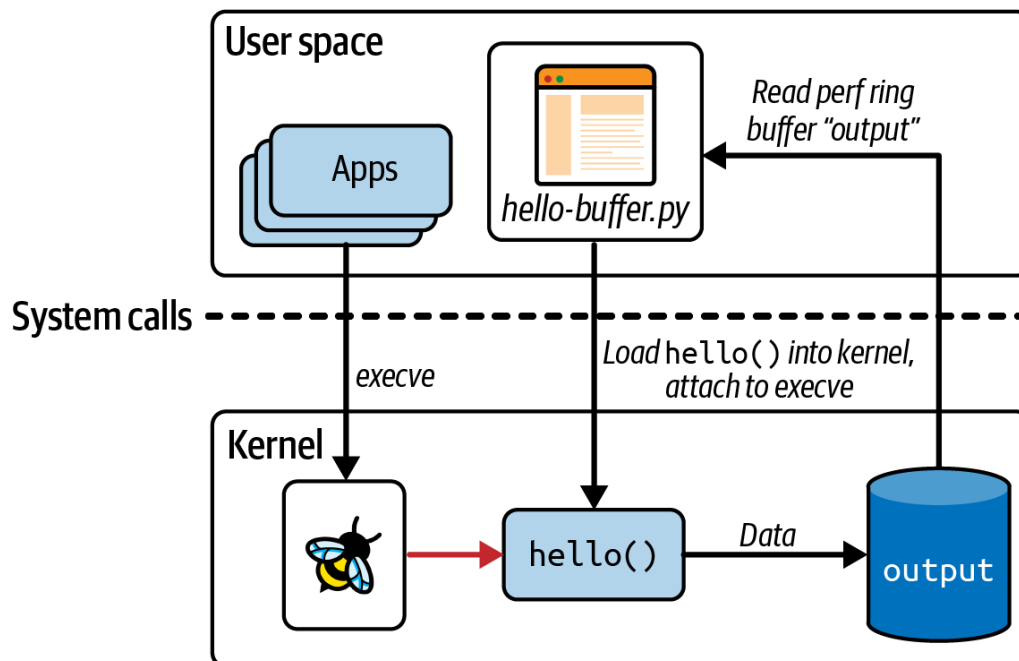 User space
Apps
hello-buffer.py
Read perf ring
buffer “output”
System calls
execve
Load hello() into kernel,
attach to execve
Kernel
hello()
Data
output